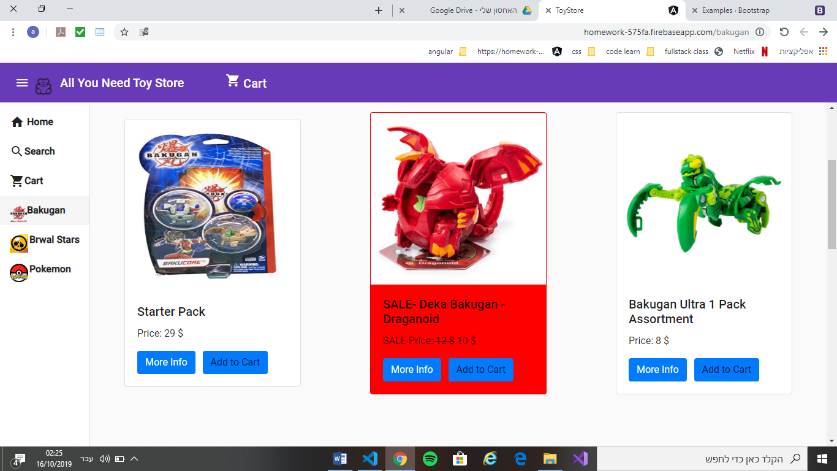 Google Drive - האחסון שלי
ToyStore
Examples · Bootstrap
homework-575fa.firebaseapp.com/bakugan
angular
https://homework-...
css
code learn
fullstack class
Netflix
אפליקציות
All You Need Toy Store
Cart
Home
Search
Cart
Bakugan
Brwal Stars
Pokemon
BAKUGAN
BAKUCORE
Starter Pack
Price: 29 $
More Info
Add to Cart
Draganoid
SALE- Deka Bakugan -
Draganoid
SALE Price: 12 $ 10 $
More Info
Add to Cart
Bakugan Ultra 1 Pack
Assortment
Price: 8 $
More Info
Add to Cart
4
02:25
16/10/2019
עבר
הקלד כאן כדי לחפש